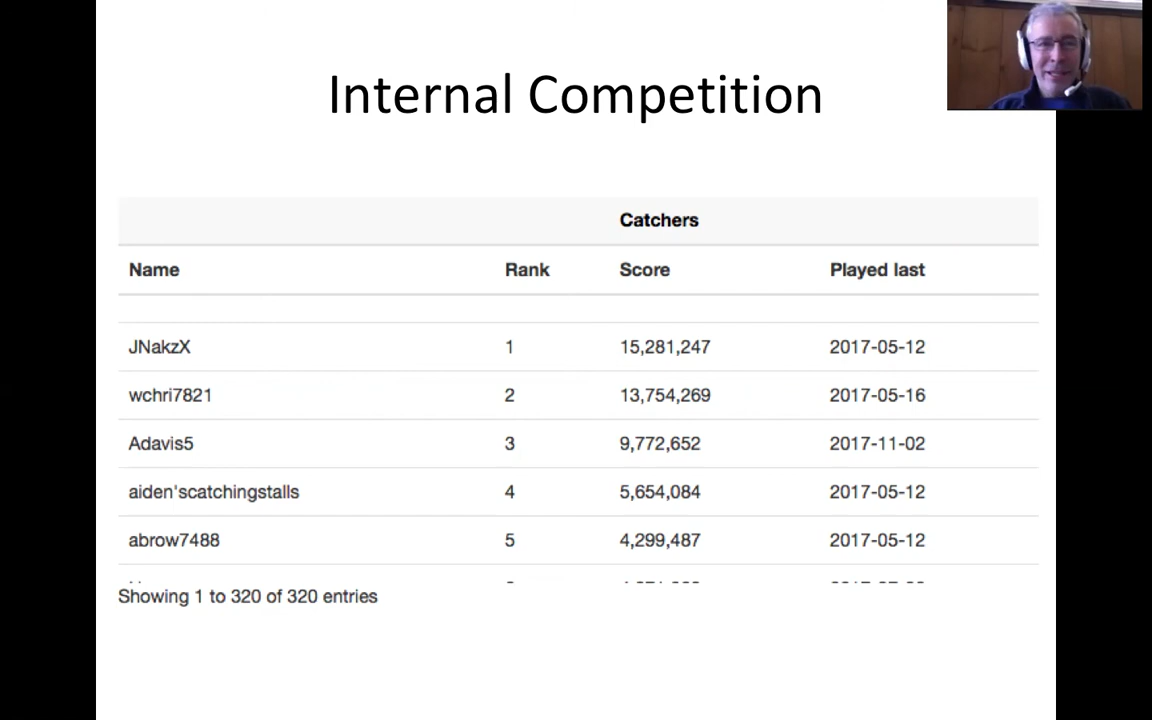 Internal Competition
Catchers
Name Rank Score Played last
JNakzX 1 15,281,247 2017-05-12
wchri7821 2 13,754,269 2017-05-16
Adavis5 3 9,772,652 2017-11-02
aiden'scatchingstalls 4 5,654,084 2017-05-12
abrow7488 5 4,299,487 2017-05-12
Showing 1 to 320 of 320 entries